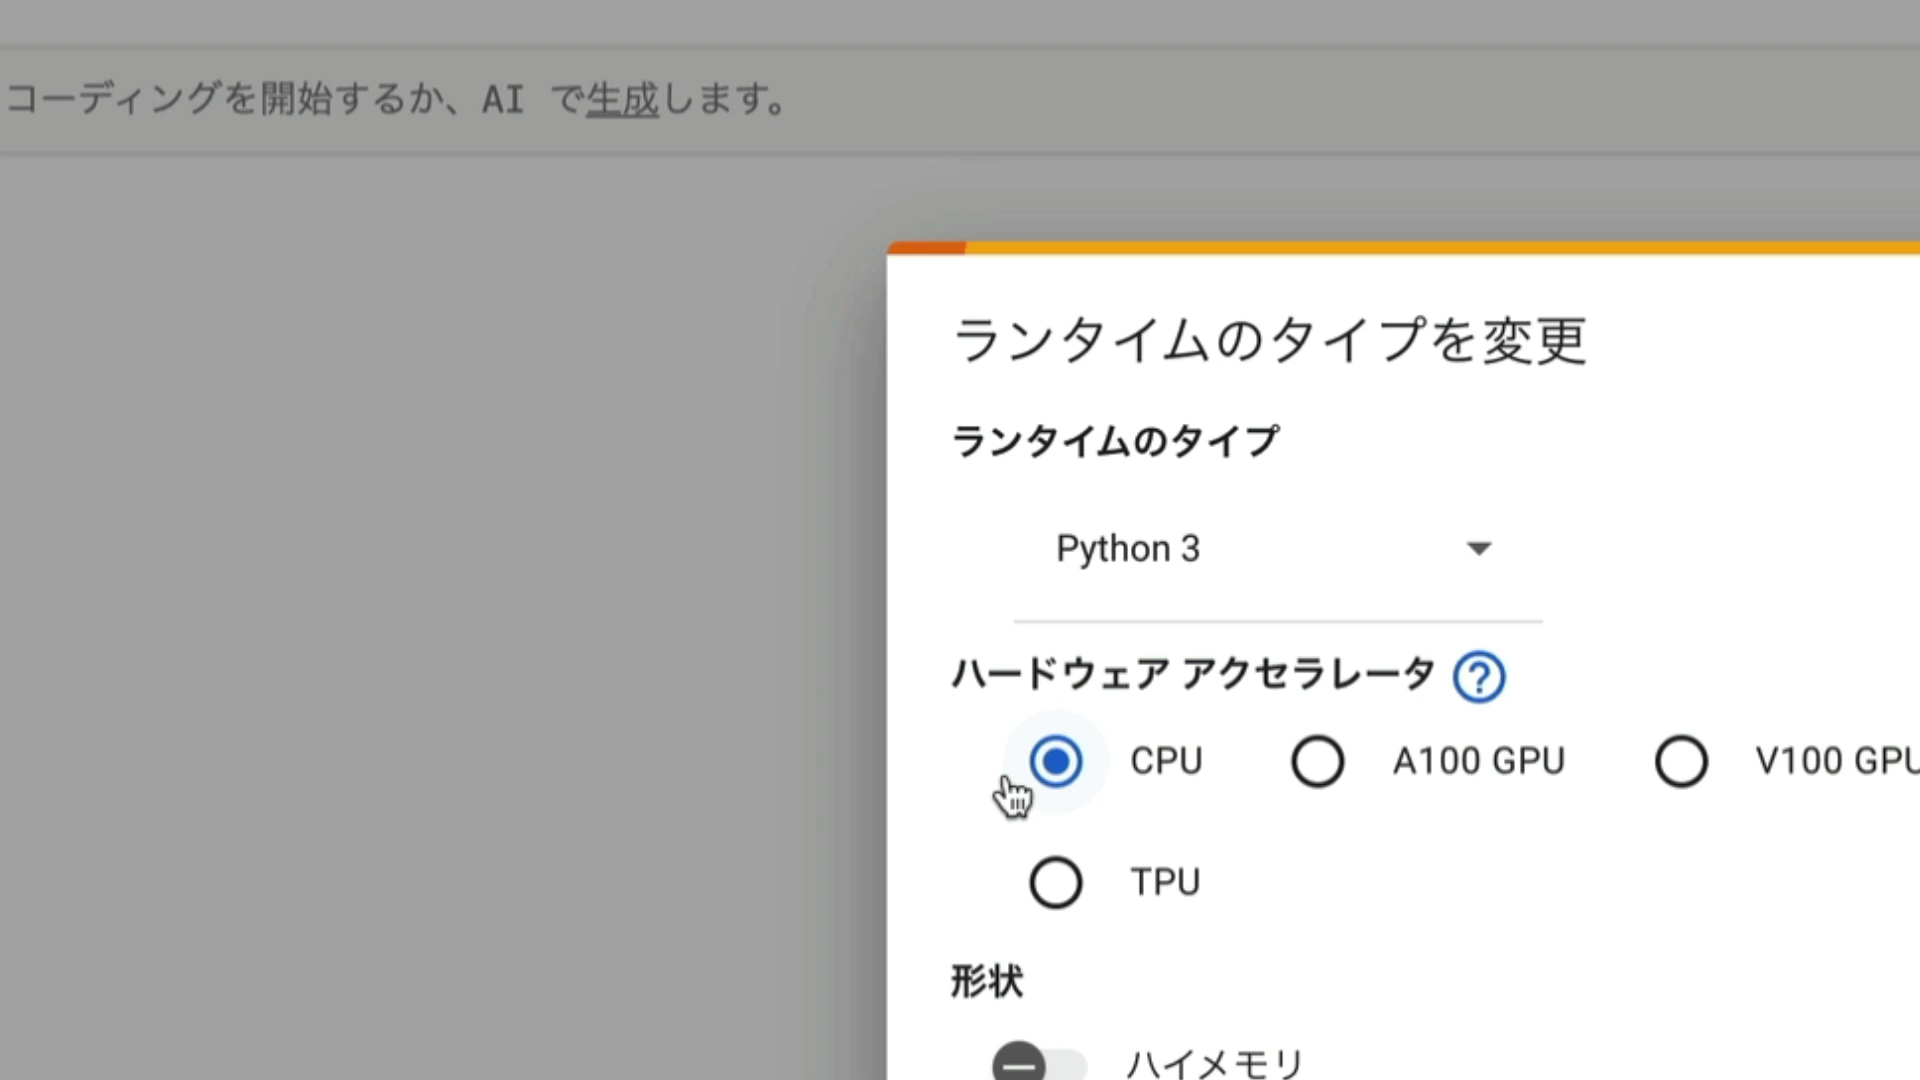 コーディングを開始するか、AI で生成します。
ランタイムのタイプを変更
ランタイムのタイプ
Python 3
ハードウェア アクセラレータ ?
CPU A100 GPU V100 GPU
TPU
形状
ハイメモリ